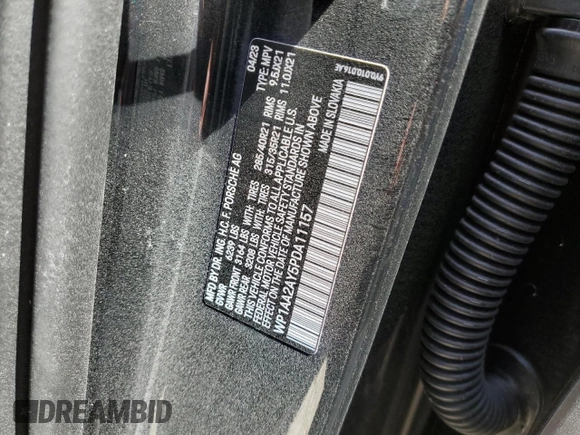 MFD BY DR. ING. H.C. F. PORSCHE AG
04/23
GVWR 6239 LBS
TYPE: MPV
GAWR FRONT 3164 LBS WITH TIRES 285/40R21 RIMS 9.5JX21
GAWR REAR 3208 LBS WITH TIRES 315/35R21 RIMS 11.0JX21
THIS VEHICLE CONFORMS TO ALL APPLICABLE U.S.
FEDERAL MOTOR VEHICLE SAFETY STANDARDS IN
EFFECT ON DATE OF MANUFACTURE SHOWN ABOVE
WP1AA2AY5PDA11157
MADE IN SLOVAKIA
DREAMBID